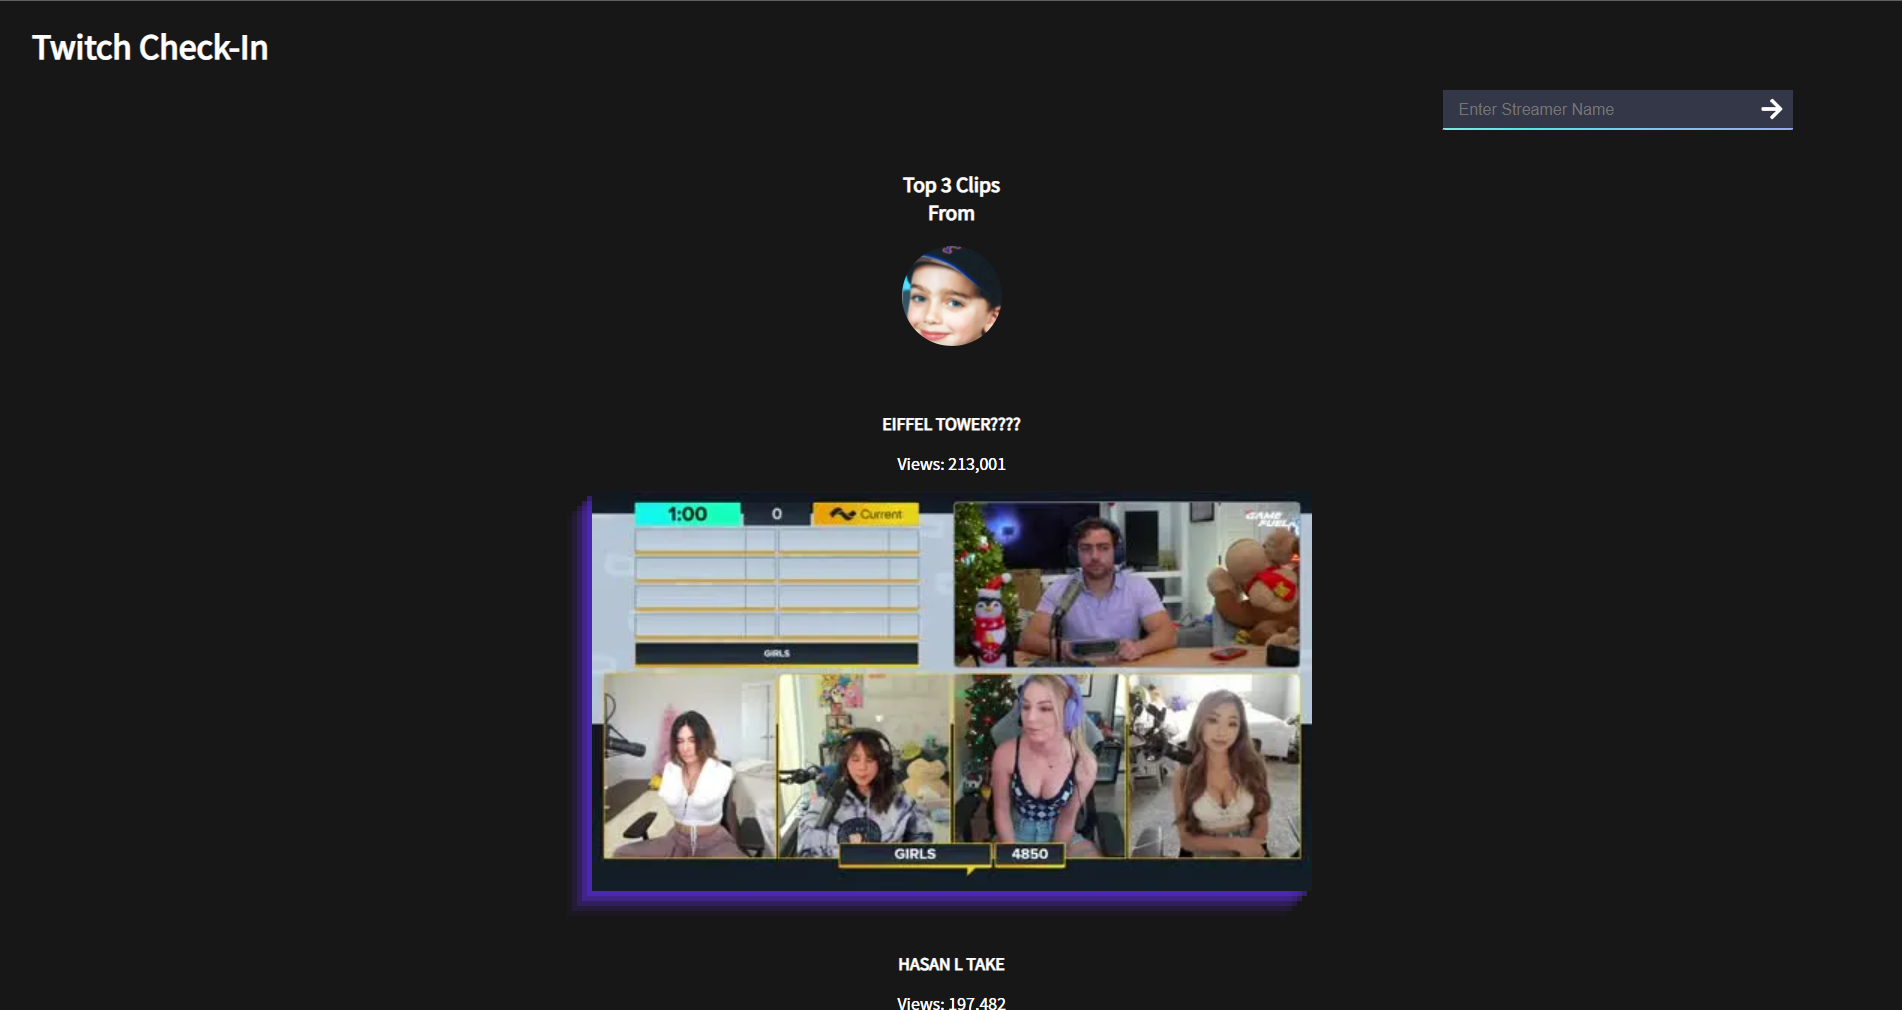 Twitch Check-In
Enter Streamer Name
Top 3 Clips
From
EIFFEL TOWER????
Views: 213,001
1:00
0
Current
GAME
FUEL
GIRLS
GIRLS
4850
HASAN L TAKE
Views: 197,482